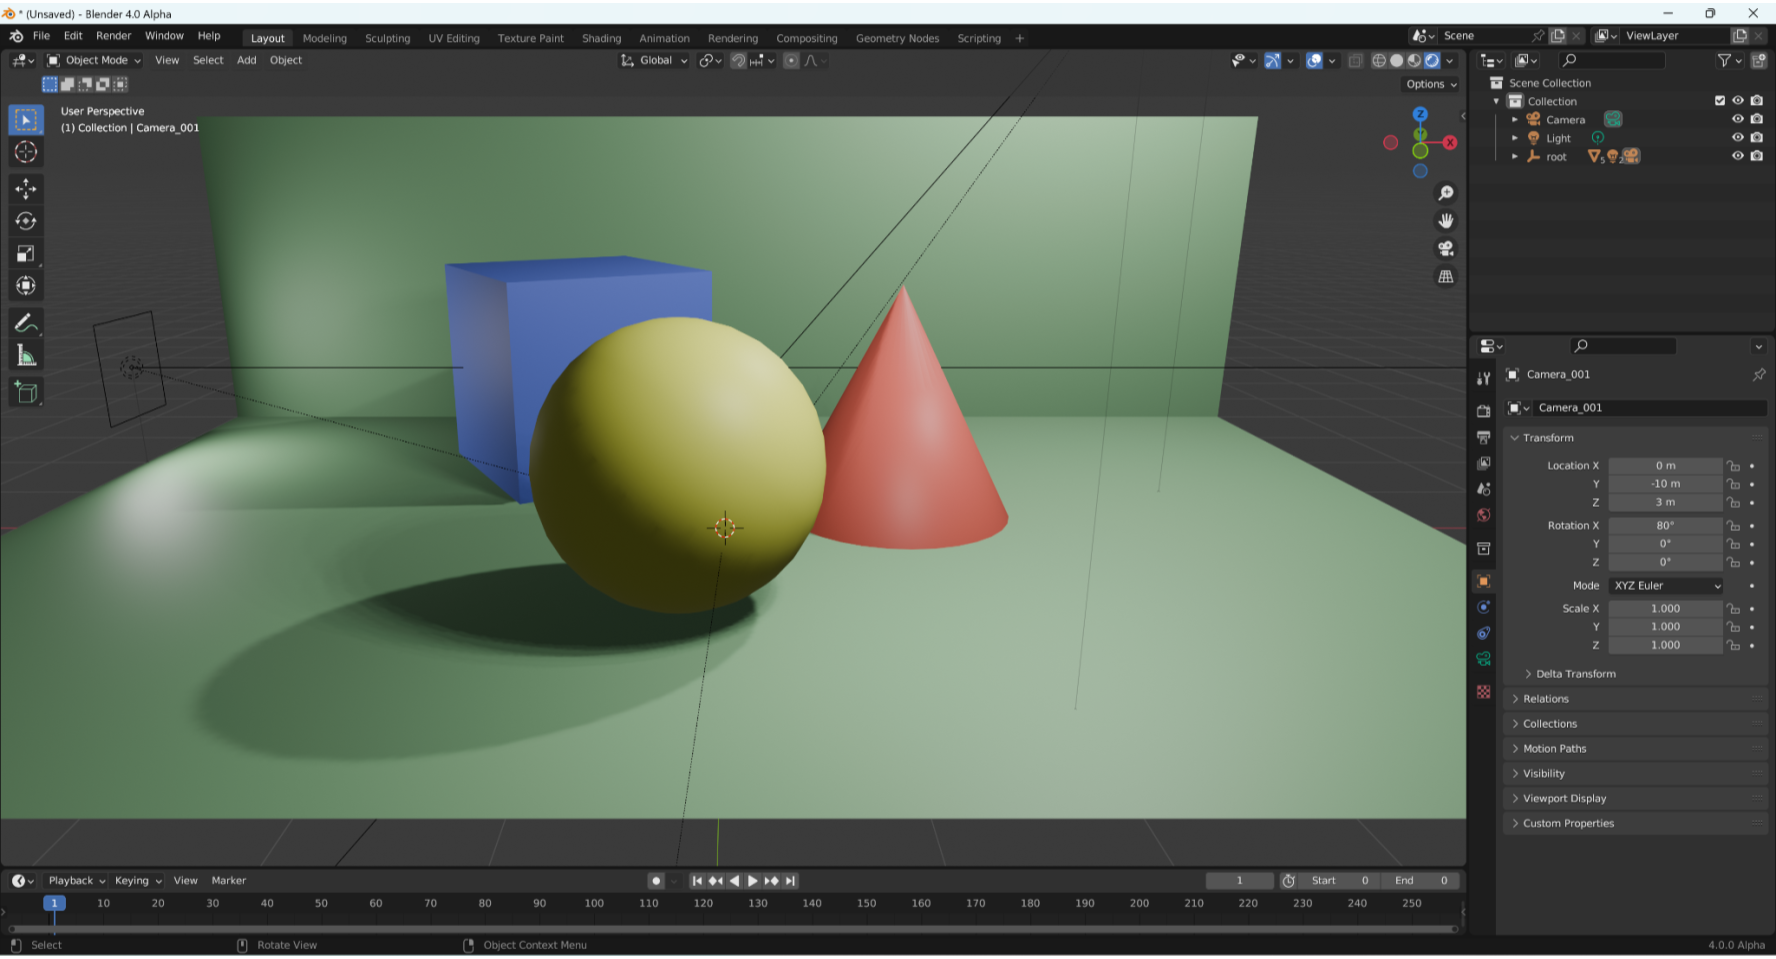 * (Unsaved) - Blender 4.0 Alpha
File Edit Render Window Help
Layout Modeling Sculpting UV Editing Texture Paint Shading Animation Rendering Compositing Geometry Nodes Scripting +
Scene
ViewLayer
Object Mode View Select Add Object
Global
Options
User Perspective
(1) Collection | Camera_001
Z
Y
X
Scene Collection
Collection
Camera
Light
root 5 2
Camera_001
Camera_001
Transform
Location X 0 m
Y -10 m
Z 3 m
Rotation X 80°
Y 0°
Z 0°
Mode XYZ Euler
Scale X 1.000
Y 1.000
Z 1.000
Delta Transform
Relations
Collections
Motion Paths
Visibility
Viewport Display
Custom Properties
Playback Keying View Marker
1 Start 0 End 0
1 10 20 30 40 50 60 70 80 90 100 110 120 130 140 150 160 170 180 190 200 210 220 230 240 250
Select Rotate View Object Context Menu
4.0.0 Alpha